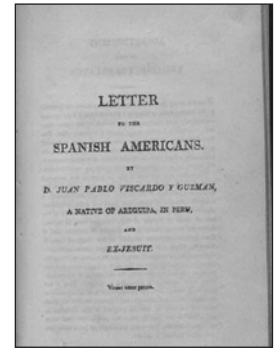 LETTER
TO THE
SPANISH AMERICANS.
BY
D. JUAN PABLO VISCARDO Y GUZMAN,
A NATIVE OF AREQUIPA, IN PERU,
AND
EX-JESUIT.